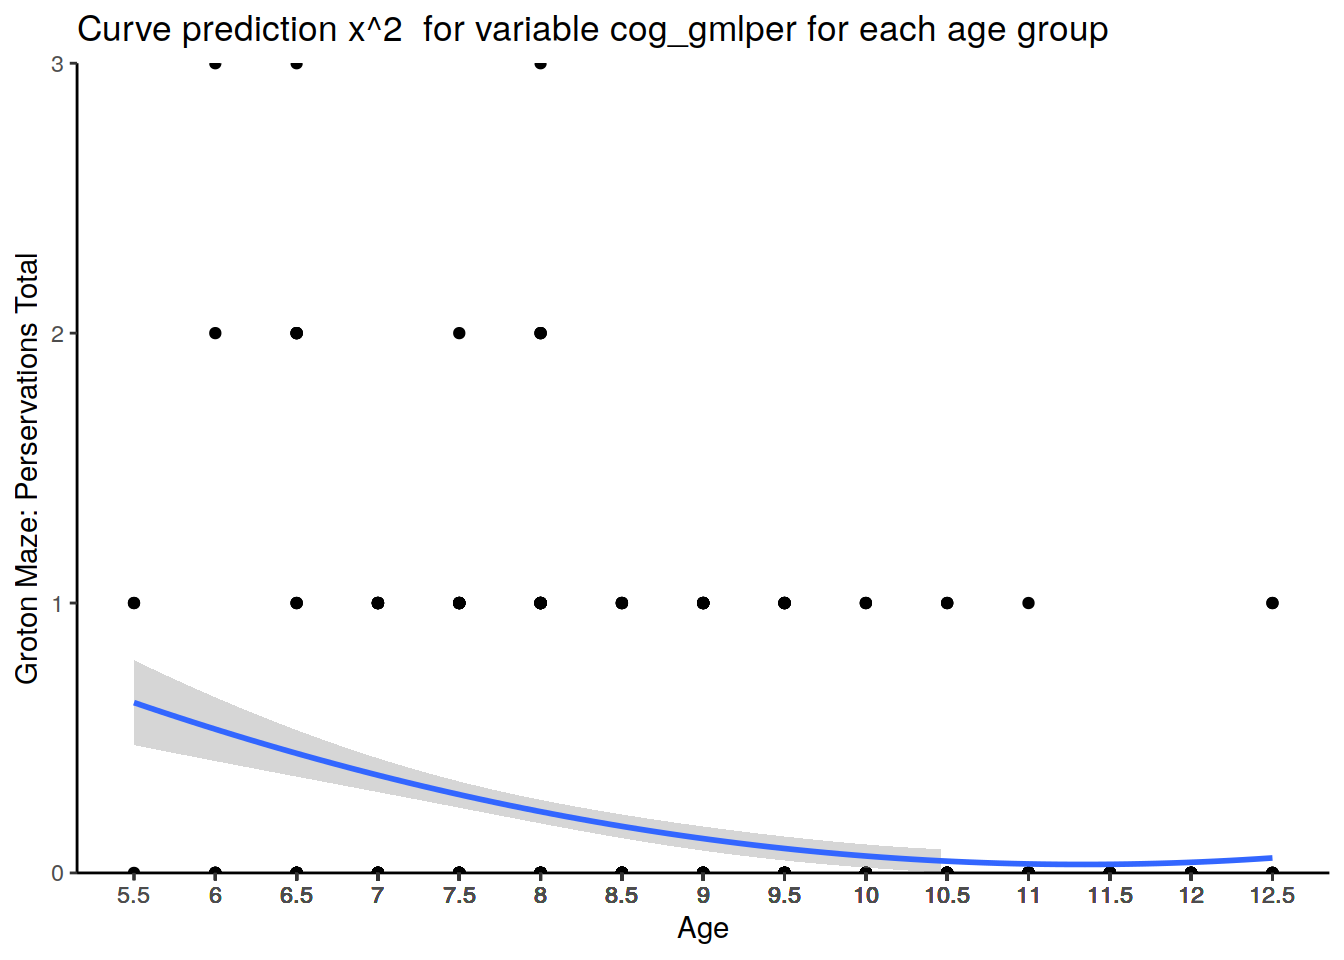 Curve prediction x^2  for variable cog_gmlper for each age group
Groton Maze: Perservations Total
3
2
1
0
5.5 6 6.5 7 7.5 8 8.5 9 9.5 10 10.5 11 11.5 12 12.5
Age